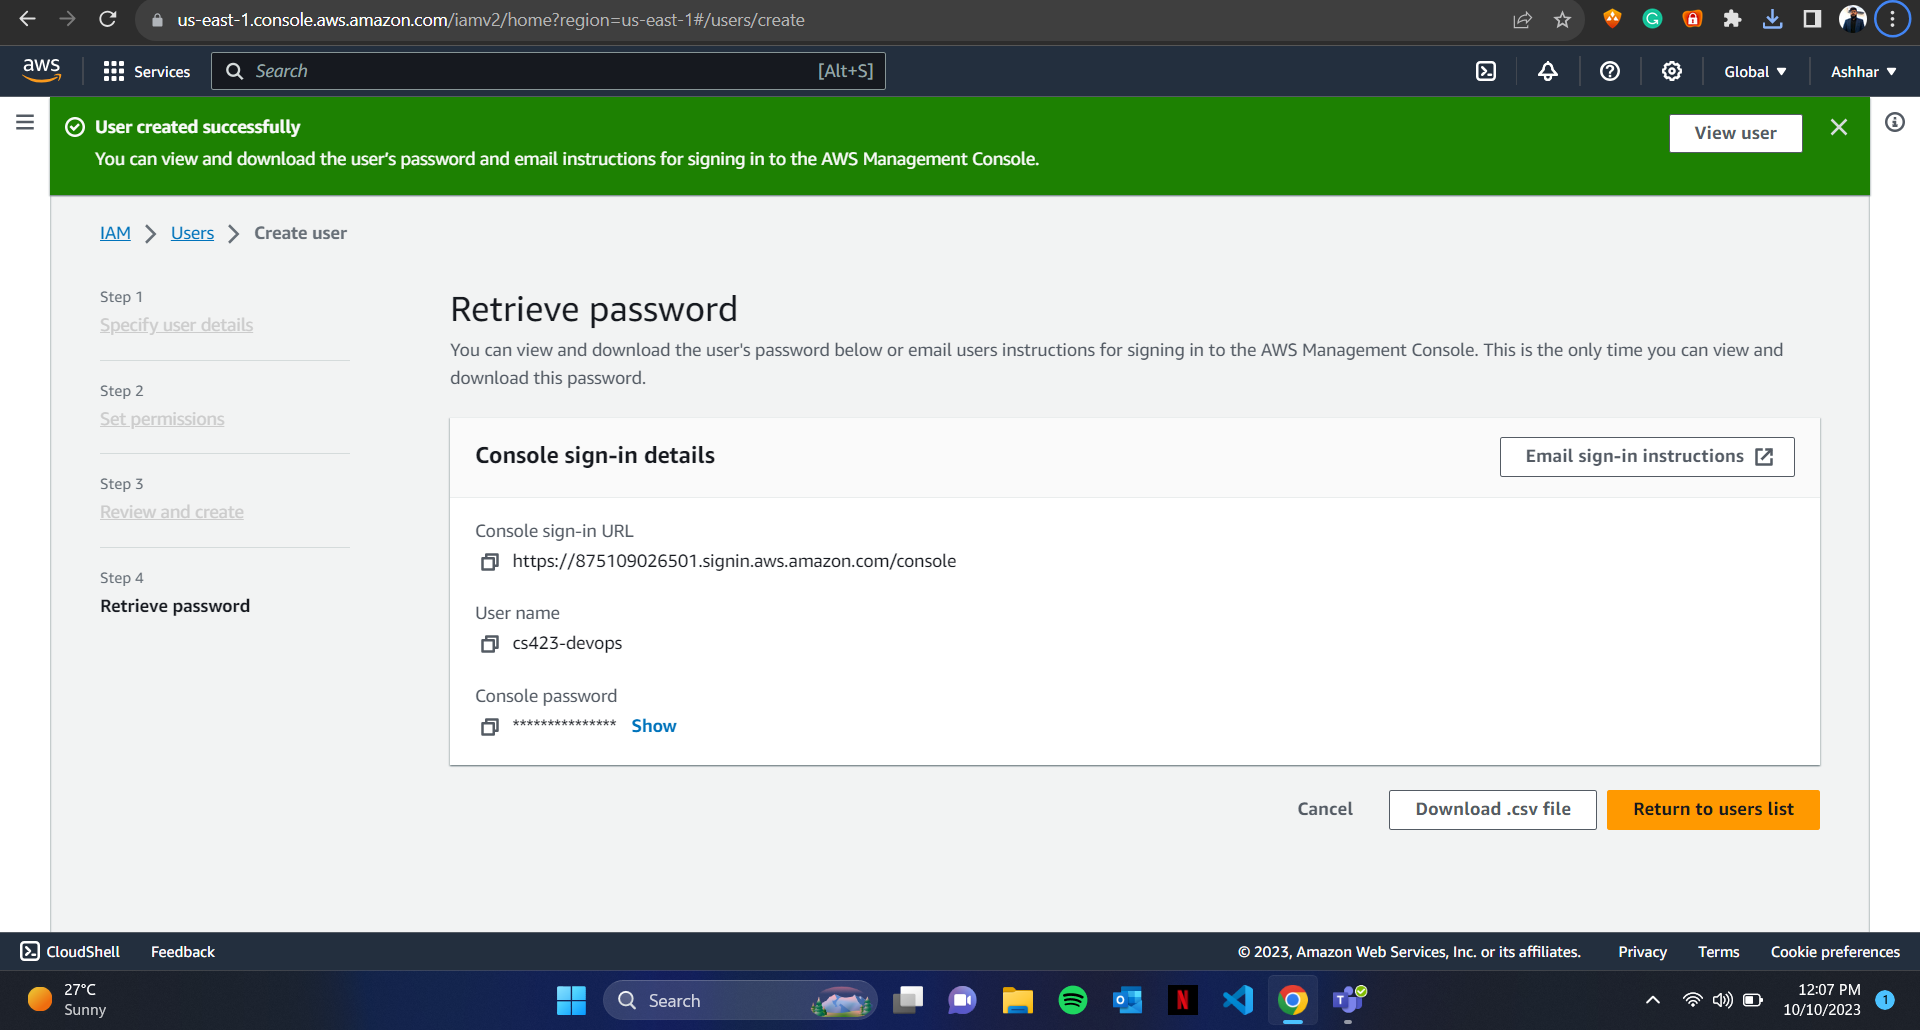 us-east-1.console.aws.amazon.com/iamv2/home?region=us-east-1#/users/create
aws
Services
Search
[Alt+S]
Global
Ashhar
User created successfully
You can view and download the user's password and email instructions for signing in to the AWS Management Console.
View user
IAM
Users
Create user
Step 1
Specify user details
Step 2
Set permissions
Step 3
Review and create
Step 4
Retrieve password
Retrieve password
You can view and download the user's password below or email users instructions for signing in to the AWS Management Console. This is the only time you can view and
download this password.
Console sign-in details
Email sign-in instructions
Console sign-in URL
https://875109026501.signin.aws.amazon.com/console
User name
cs423-devops
Console password
*************** Show
Cancel
Download .csv file
Return to users list
CloudShell
Feedback
© 2023, Amazon Web Services, Inc. or its affiliates.
Privacy
Terms
Cookie preferences
27°C
Sunny
Search
12:07 PM
10/10/2023
1